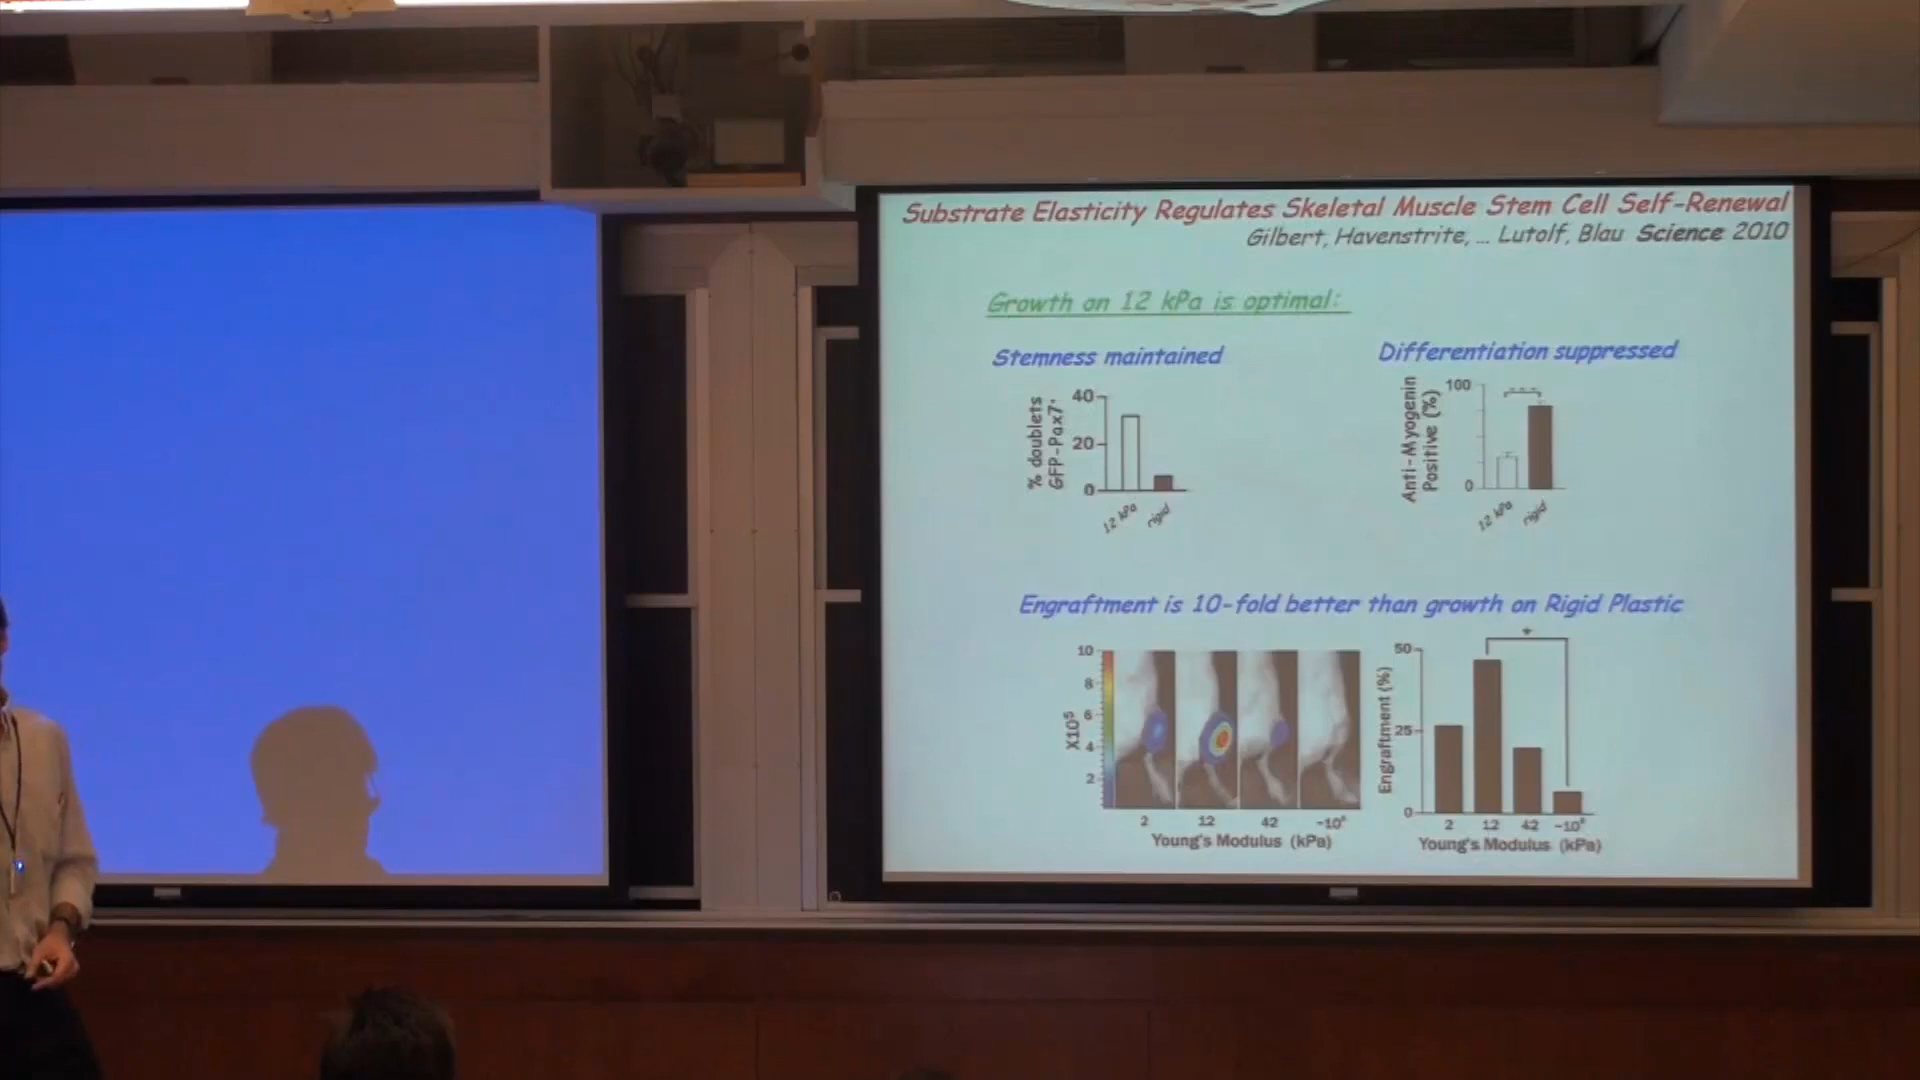 Substrate Elasticity Regulates Skeletal Muscle Stem Cell Self-Renewal
Gilbert, Havenstrite, ... Lutolf, Blau Science 2010
Growth on 12 kPa is optimal:
Stemness maintained
Differentiation suppressed
% doublets
GFP-Pax7+
40
20
0
12 kPa
rigid
Anti-Myogenin
Positive (%)
100
0
***
12 kPa
rigid
Engraftment is 10-fold better than growth on Rigid Plastic
X10⁵
10
8
6
4
2
2 12 42 ~10⁶
Young's Modulus (kPa)
Engraftment (%)
50
25
0
*
2 12 42 ~10⁶
Young's Modulus (kPa)